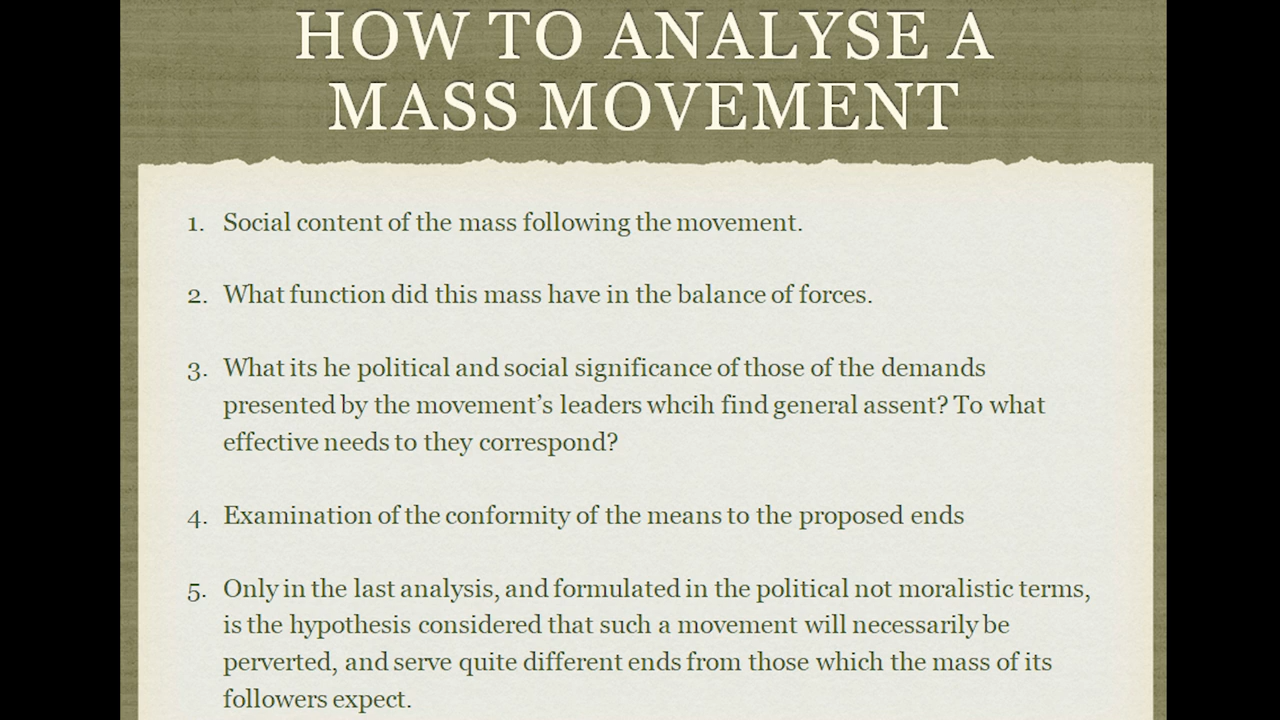 HOW TO ANALYSE A
MASS MOVEMENT
1. Social content of the mass following the movement.
2. What function did this mass have in the balance of forces.
3. What its he political and social significance of those of the demands
presented by the movement’s leaders whcih find general assent? To what
effective needs to they correspond?
4. Examination of the conformity of the means to the proposed ends
5. Only in the last analysis, and formulated in the political not moralistic terms,
is the hypothesis considered that such a movement will necessarily be
perverted, and serve quite different ends from those which the mass of its
followers expect.